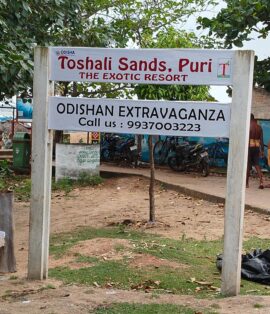 ODISHA
Toshali Sands, Puri
THE EXOTIC RESORT
ODISHAN EXTRAVAGANZA
Call us : 9937003223